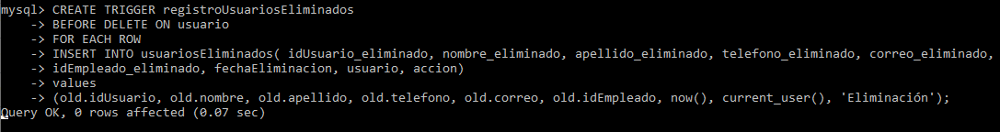 mysql> CREATE TRIGGER registroUsuariosEliminados
    -> BEFORE DELETE ON usuario
    -> FOR EACH ROW
    -> INSERT INTO usuariosEliminados( idUsuario_eliminado, nombre_eliminado, apellido_eliminado, telefono_eliminado, correo_eliminado,
    -> idEmpleado_eliminado, fechaEliminacion, usuario, accion)
    -> values
    -> (old.idUsuario, old.nombre, old.apellido, old.telefono, old.correo, old.idEmpleado, now(), current_user(), 'Eliminación');
Query OK, 0 rows affected (0.07 sec)